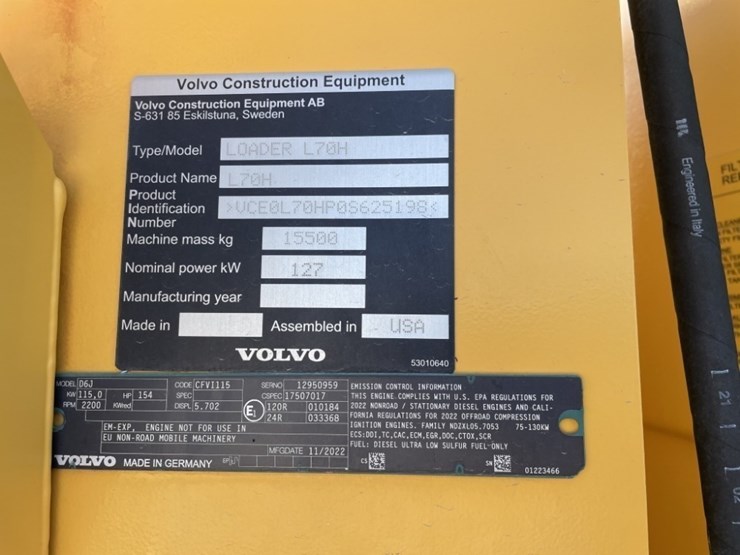 Volvo Construction Equipment
Volvo Construction Equipment AB
S-631 85 Eskilstuna, Sweden
Type/Model LOADER L70H
Product Name L70H
Product
Identification >VCE0L70HP0S625198<
Number
Machine mass kg 15500
Nominal power kW 127
Manufacturing year
Made in Assembled in USA
VOLVO
53010640
MODEL D6J CODE CFV1115 SERNO 12950959
KW 115,0 HP 154 SPEC CSPEC 17507017
RPM 2200 KWed DISPL 5.702 E1 120R 010184
24R 033368
EM-EXP, ENGINE NOT FOR USE IN
EU NON-ROAD MOBILE MACHINERY
MFGDATE 11/2022
VOLVO MADE IN GERMANY
EMISSION CONTROL INFORMATION
THIS ENGINE COMPLIES WITH U.S. EPA REGULATIONS FOR
2022 NONROAD / STATIONARY DIESEL ENGINES AND CALI-
FORNIA REGULATIONS FOR 2022 OFFROAD COMPRESSION
IGNITION ENGINES. FAMILY NDZXL05.7053 75-130KW
ECS:DDI,TC,CAC,ECM,EGR,DOC,CTOX,SCR
FUEL: DIESEL ULTRA LOW SULFUR FUEL ONLY
CS SN 01223466
Engineered in Italy
21
FIL